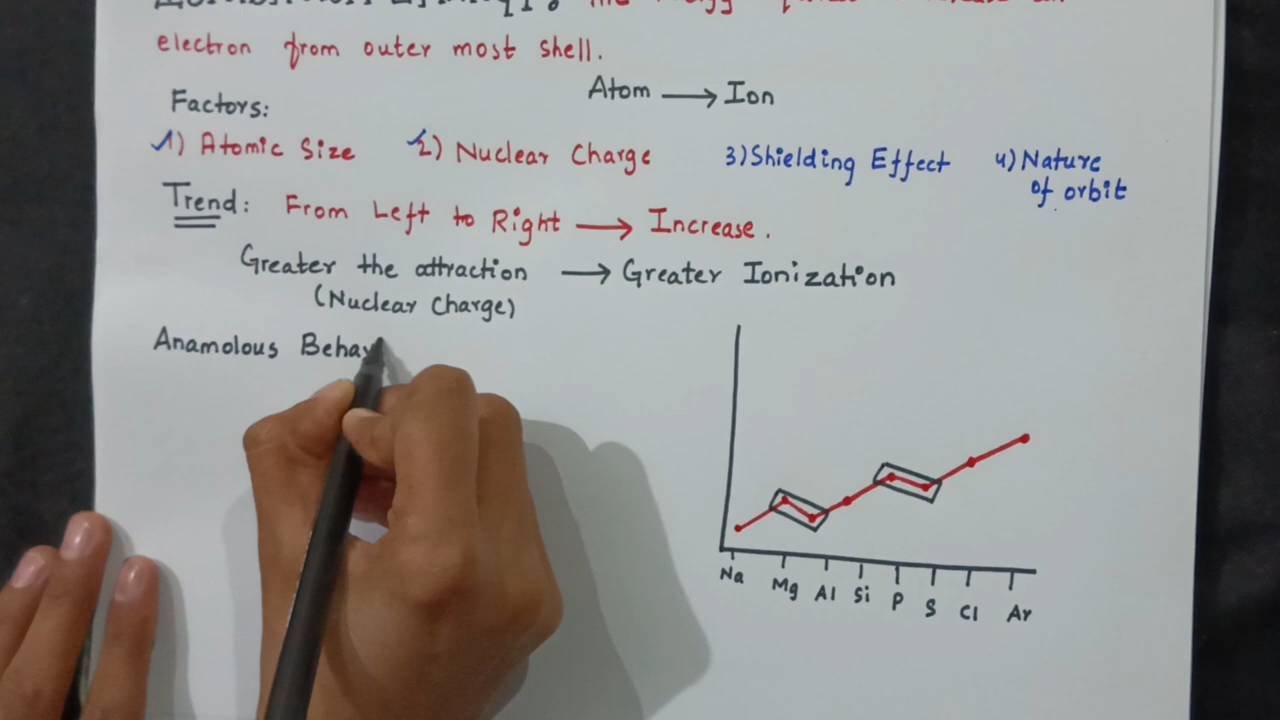 electron from outer most shell.
Atom → Ion
Factors:
1) Atomic Size 2) Nuclear Charge 3) Shielding Effect 4) Nature of orbit
Trend: From Left to Right → Increase.
Greater the attraction → Greater Ionization
(Nuclear Charge)
Anamolous Behav
Na Mg Al Si P S Cl Ar